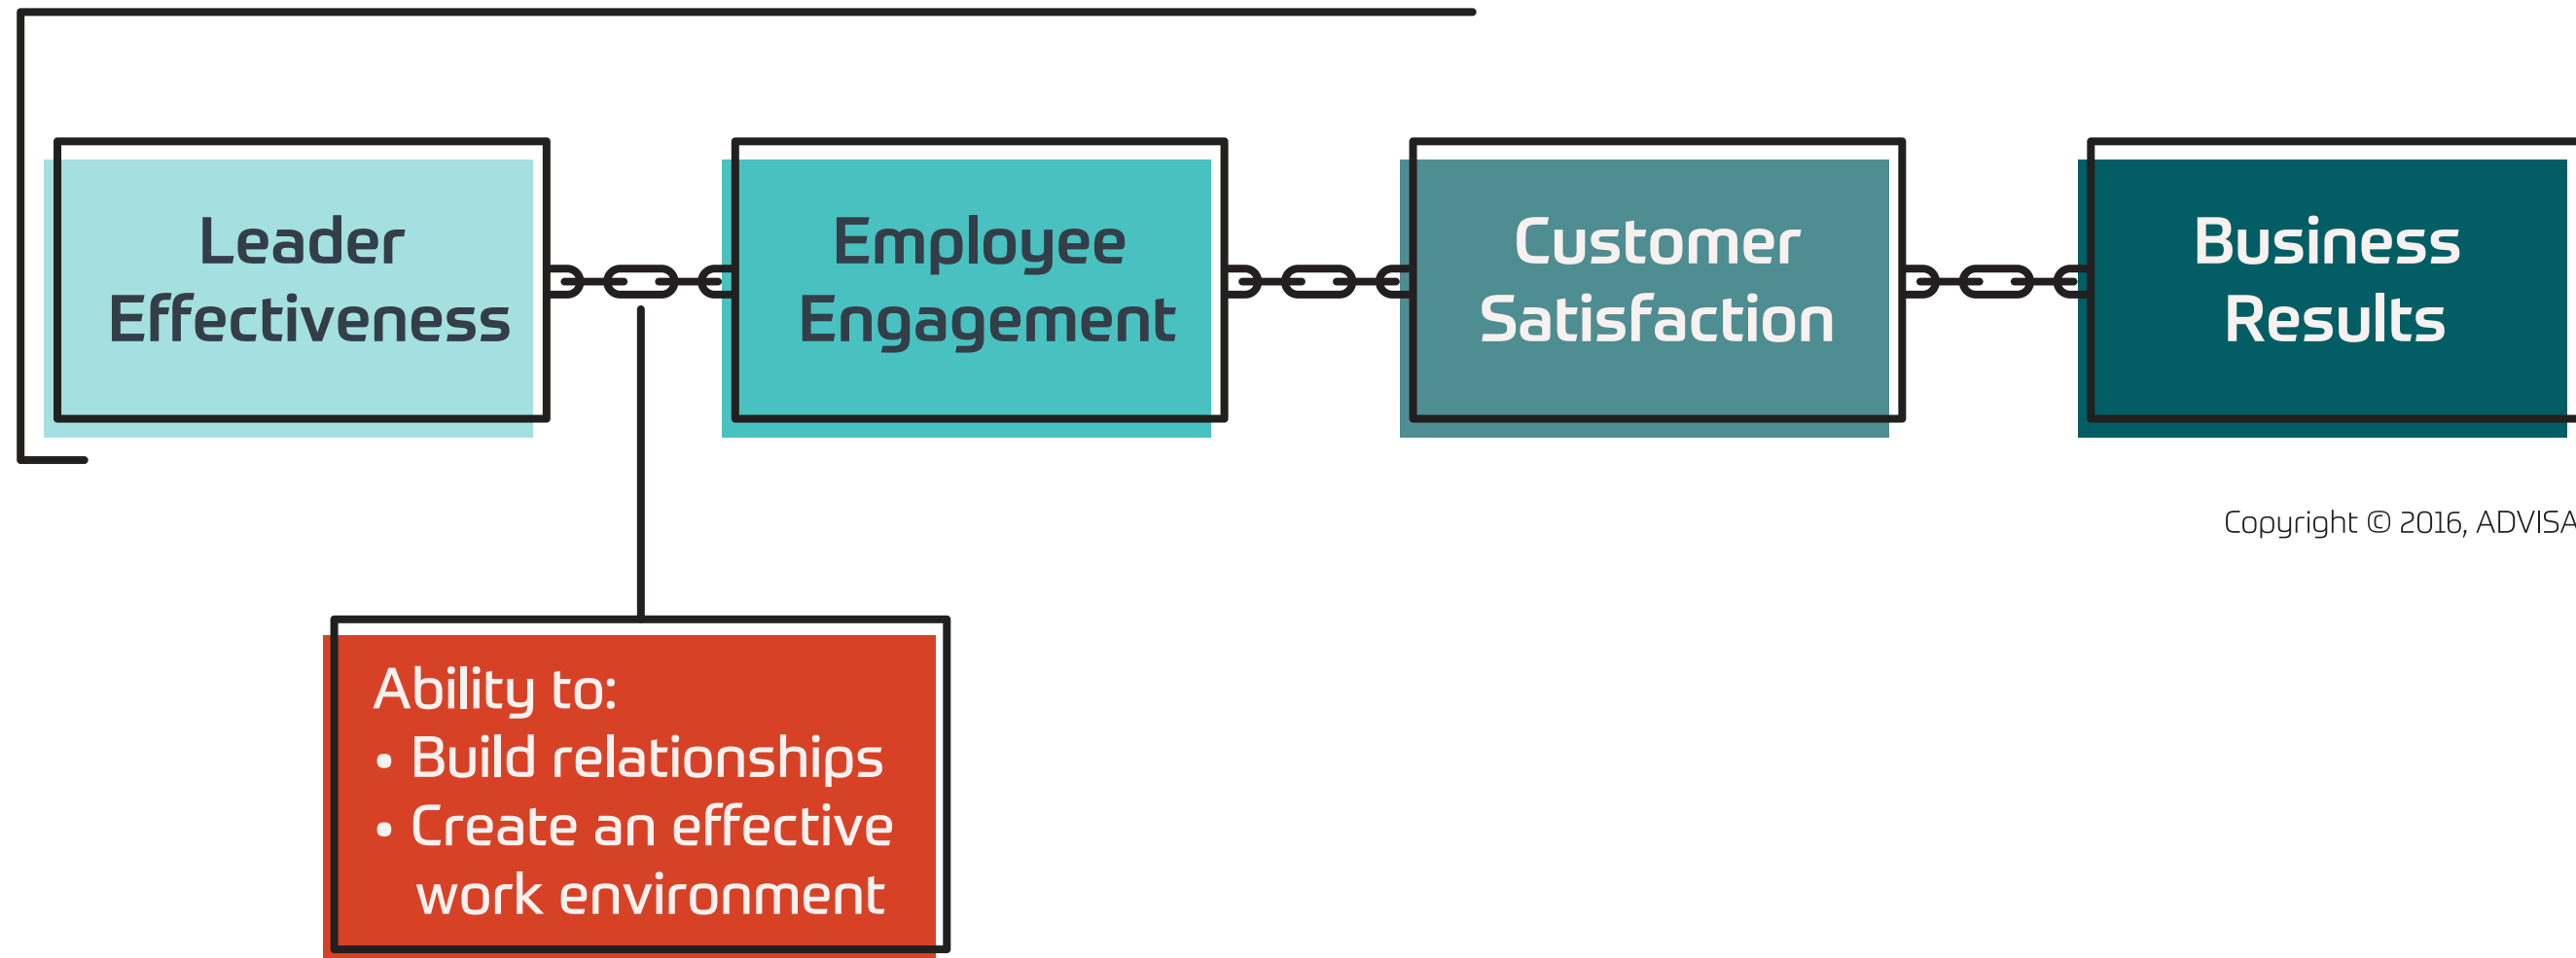 Leader
Effectiveness
Employee
Engagement
Customer
Satisfaction
Business
Results
Copyright © 2016, ADVISA
Ability to:
• Build relationships
• Create an effective
work environment